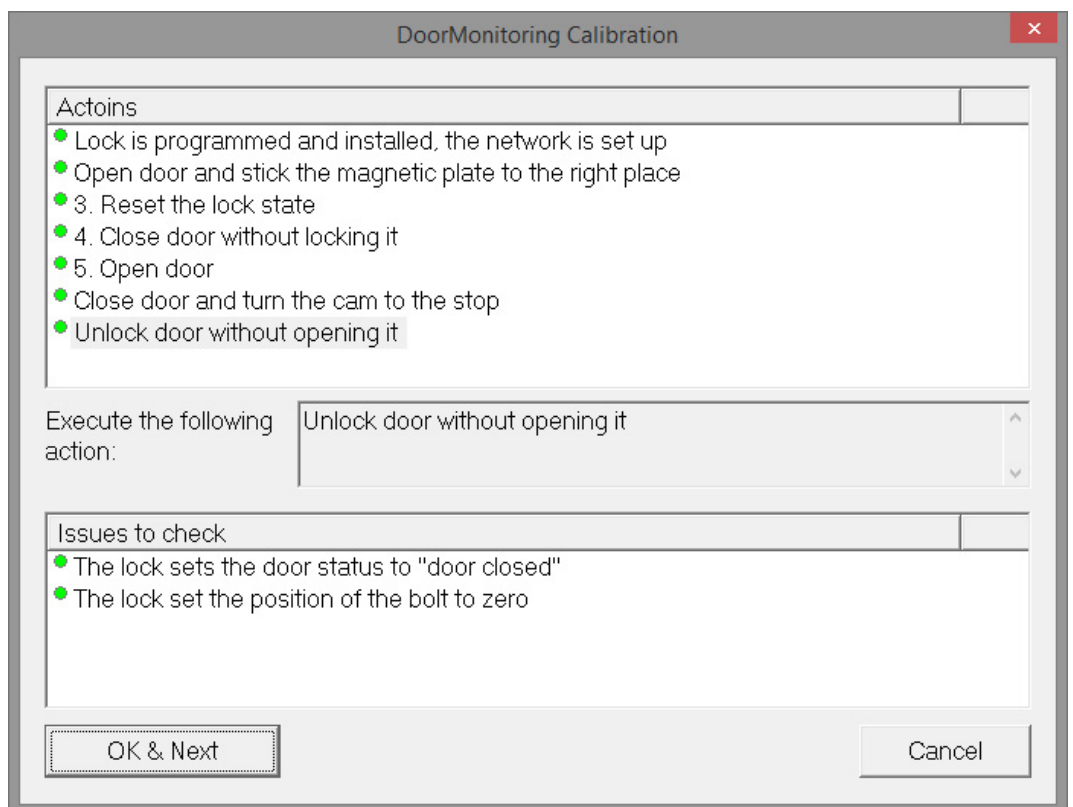 DoorMonitoring Calibration
Actoins
Lock is programmed and installed, the network is set up
Open door and stick the magnetic plate to the right place
3. Reset the lock state
4. Close door without locking it
5. Open door
Close door and turn the cam to the stop
Unlock door without opening it
Execute the following
action:
Unlock door without opening it
Issues to check
The lock sets the door status to "door closed"
The lock set the position of the bolt to zero
OK & Next
Cancel